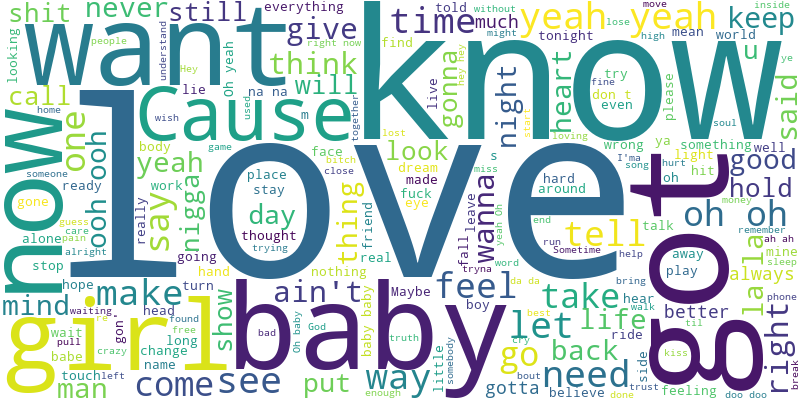 love
know
got
baby
girl
want
now
Cause
shit
never
still
everything
give
time
told
without
much
might
yeah yeah
lose
move
high
mean
tonight
world
inside
keep
people
looking
understand
Hey
Oh yeah
think
right now
find
hey hey
gonna
live
night
heart
try
fine
don t
even
please
u
said
ye
call
home
one
lie
will
na na
used
wish
m
together
lost
start
soul
ooh ooh
body
game
yeah
someone
ready
work
say
nigga
face
bitch
close
look
dream
made
fuck
eye
s
miss
loving
wrong
I'ma
song
ya
something
light
hurt
oh
hit
well
good
hold
money
remember
gone
guess
care
pain
alone
alright
stop
really
going
place
stay
day
thought
trying
thing
friend
real
fall
leave
wanna
yeah Oh
word
hard
around
end
run
Sometime
tell
help
oh oh
talk
away
play
ah ah
mine
sleep
always
lalala
hope
turn
hand
nothing
tryna
da da
bring
walk
phone
mind
waiting
re
make
head
gon'
found
free
long
show
ain't
Maybe
boy
feel
take
hear
better
til
wait
pull
babe
crazy
change
name
bad
God
Oh baby
baby baby
truth
little
somebody
best
cry
let
life
ride
side
kiss
right
break
man
touch
left
come
see
put
enough
way
go
bout
gotta
back
believe
done
need
trust
feeling
doo doo